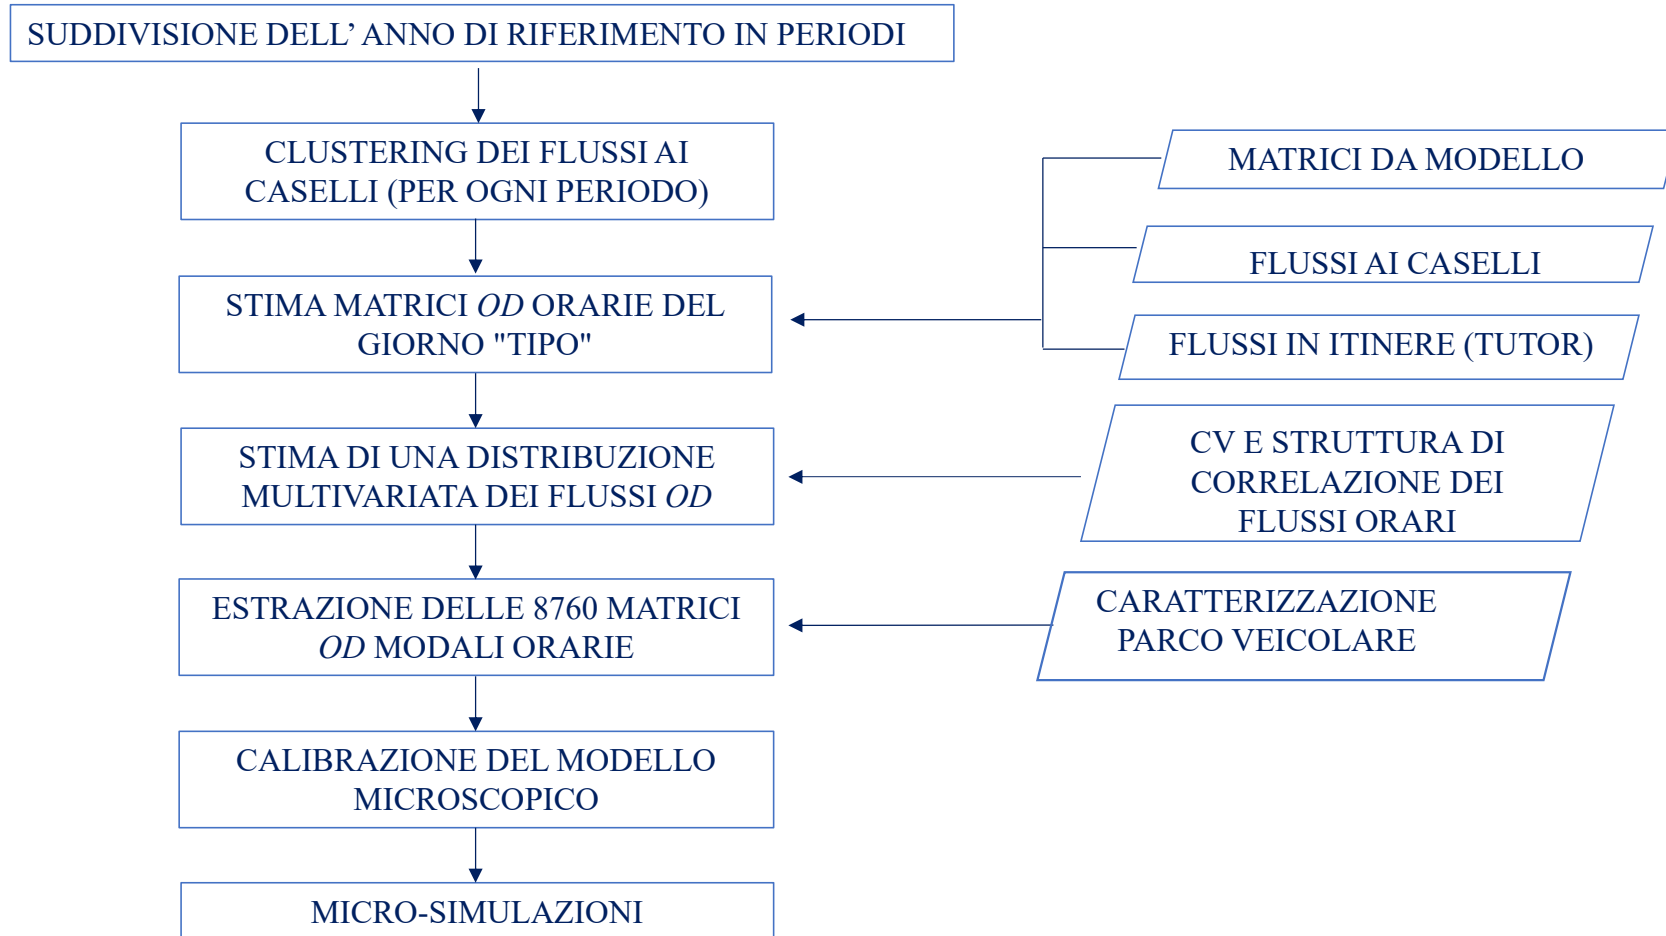 SUDDIVISIONE DELL’ ANNO DI RIFERIMENTO IN PERIODI
CLUSTERING DEI FLUSSI AI
CASELLI (PER OGNI PERIODO)
STIMA MATRICI OD ORARIE DEL
GIORNO "TIPO"
STIMA DI UNA DISTRIBUZIONE
MULTIVARIATA DEI FLUSSI OD
ESTRAZIONE DELLE 8760 MATRICI
OD MODALI ORARIE
CALIBRAZIONE DEL MODELLO
MICROSCOPICO
MICRO-SIMULAZIONI
MATRICI DA MODELLO
FLUSSI AI CASELLI
FLUSSI IN ITINERE (TUTOR)
CV E STRUTTURA DI
CORRELAZIONE DEI
FLUSSI ORARI
CARATTERIZZAZIONE
PARCO VEICOLARE